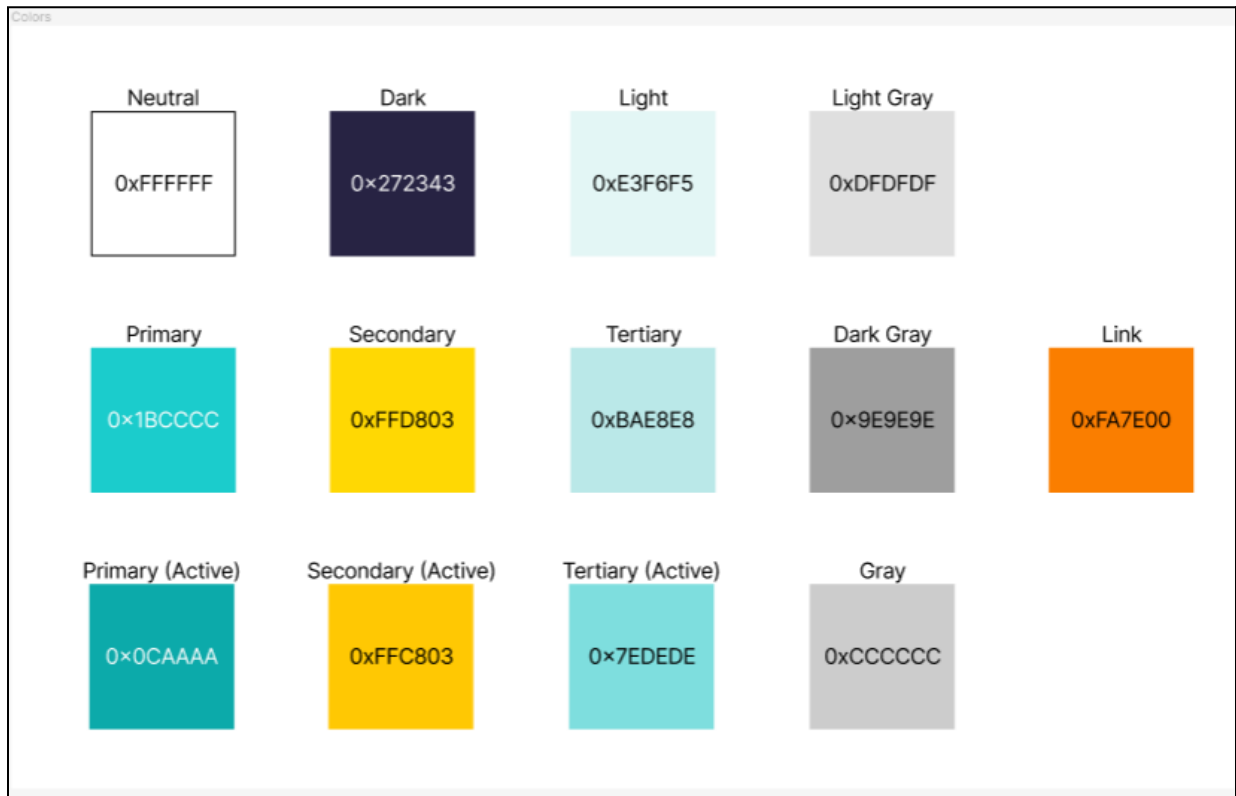 Colors
Neutral
Dark
Light
Light Gray
0xFFFFFF
0×272343
0xE3F6F5
0xDFDFDF
Primary
Secondary
Tertiary
Dark Gray
Link
0×1BCCCC
0xFFD803
0xBAE8E8
0×9E9E9E
0xFA7E00
Primary (Active)
Secondary (Active)
Tertiary (Active)
Gray
0×0CAAAA
0xFFC803
0×7EDEDE
0xCCCCCC